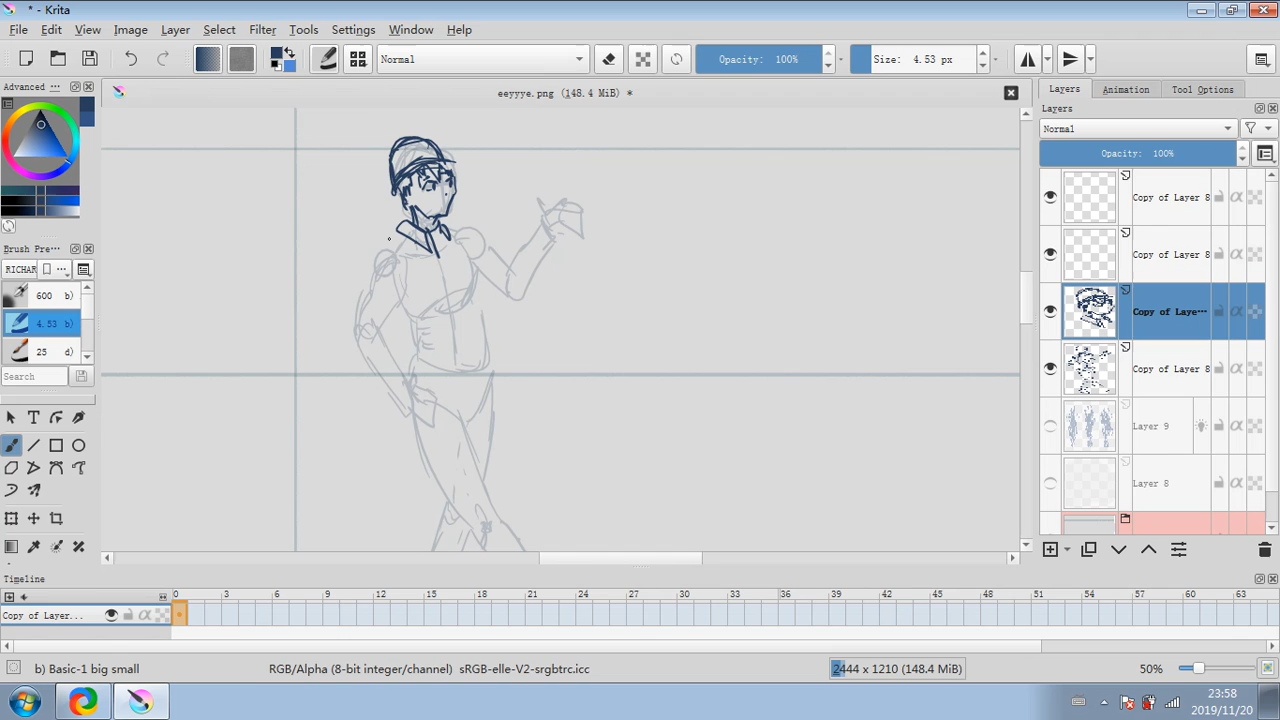 * - Krita
File Edit View Image Layer Select Filter Tools Settings Window Help
Normal
Opacity: 100%
Size: 4.53 px
Advanced ...
eeyyye.png (148.4 MiB) *
Layers Animation Tool Options
Layers
Normal
Opacity: 100%
Copy of Layer 8
Copy of Layer 8
Copy of Laye...
Copy of Layer 8
Layer 9
Layer 8
Brush Pre...
RICHAR
600 b)
4.53 b)
25 d)
Search
Timeline
0 3 6 9 12 15 18 21 24 27 30 33 36 39 42 45 48 51 54 57 60 63
Copy of Layer...
b) Basic-1 big small
RGB/Alpha (8-bit integer/channel) sRGB-elle-V2-srgbtrc.icc
2444 x 1210 (148.4 MiB)
50%
23:58
2019/11/20